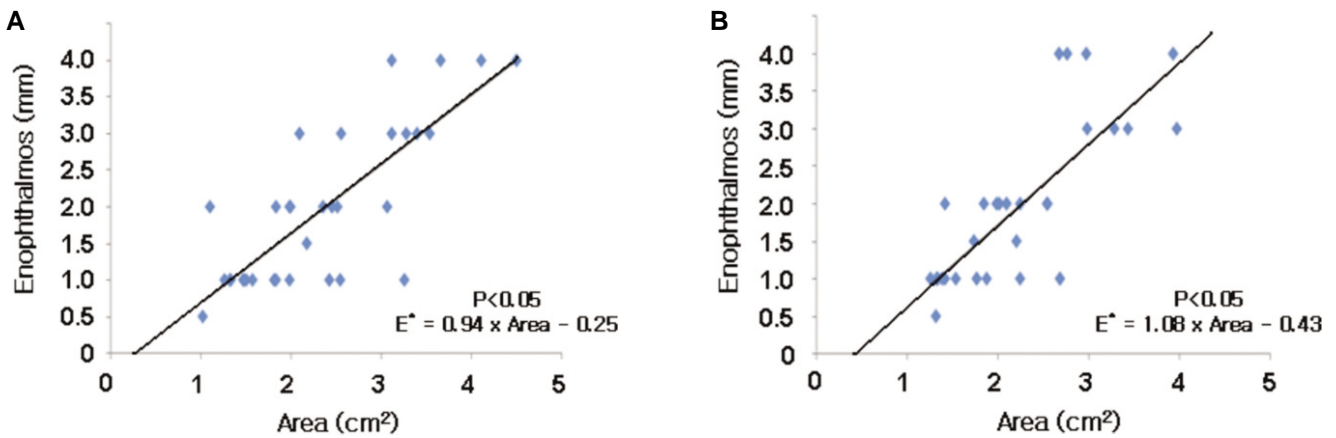 A
Enophthalmos (mm)
4.0
3.5
3.0
2.5
2.0
1.5
1.0
0.5
0
0 1 2 3 4 5
Area (cm²)
P<0.05
E* = 0.94 x Area - 0.25
B
Enophthalmos (mm)
4.0
3.5
3.0
2.5
2.0
1.5
1.0
0.5
0
0 1 2 3 4 5
Area (cm²)
P<0.05
E* = 1.08 x Area - 0.43